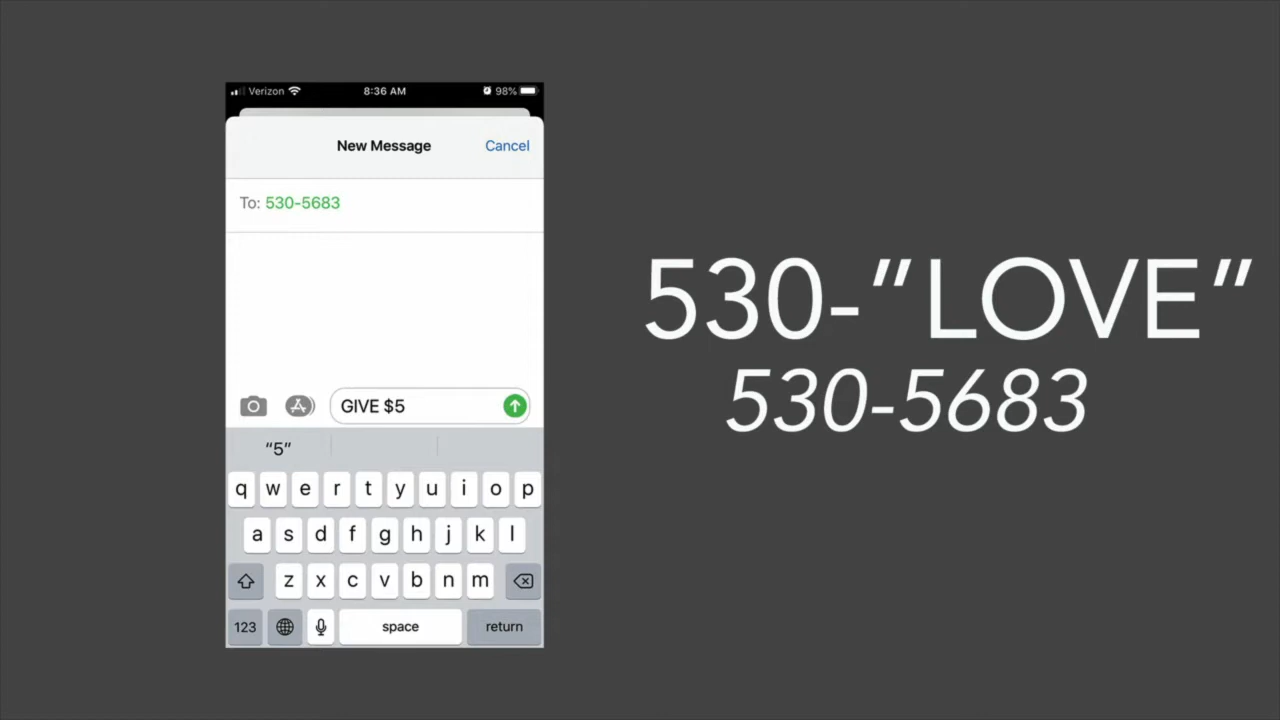 Verizon 8:36 AM 98%
New Message Cancel
To: 530-5683
GIVE $5
"5"
q w e r t y u i o p
a s d f g h j k l
z x c v b n m
123 space return
530-"LOVE"
530-5683